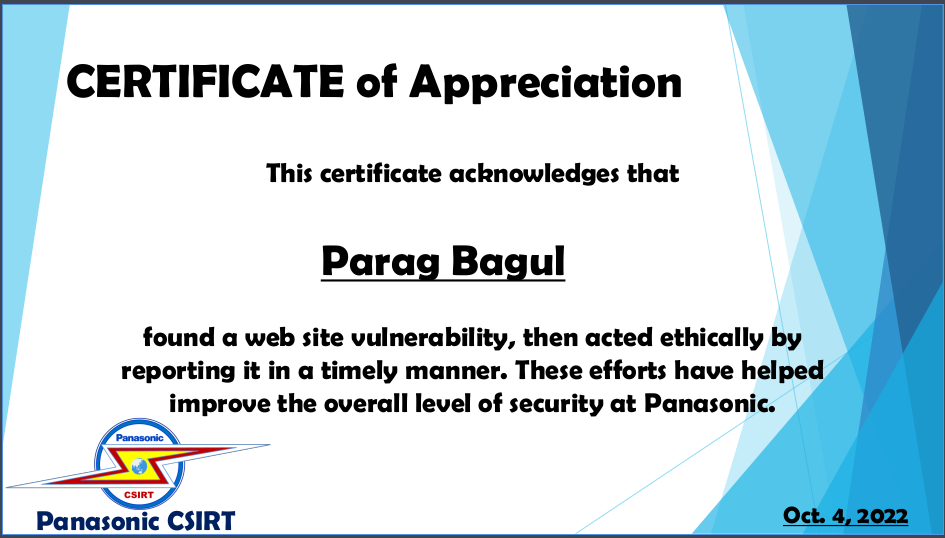 CERTIFICATE of Appreciation
This certificate acknowledges that
Parag Bagul
found a web site vulnerability, then acted ethically by
reporting it in a timely manner. These efforts have helped
improve the overall level of security at Panasonic.
Panasonic
CSIRT
Panasonic CSIRT
Oct. 4, 2022